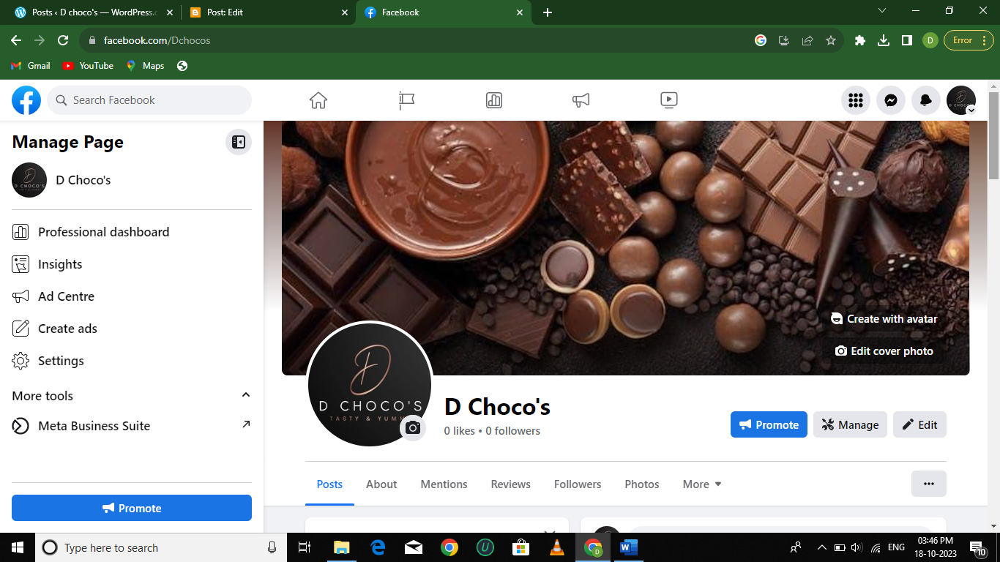 Posts ‹ D choco's — WordPress.c
Post: Edit
Facebook
facebook.com/Dchocos
D
Error
Gmail
YouTube
Maps
Search Facebook
D CHOCO'S
Manage Page
D CHOCO'S
D Choco's
Professional dashboard
Insights
Ad Centre
Create ads
Settings
More tools
Meta Business Suite
Promote
Create with avatar
Edit cover photo
D
D CHOCO'S
TASTY & YUMM
D Choco's
0 likes • 0 followers
Promote
Manage
Edit
Posts
About
Mentions
Reviews
Followers
Photos
More
Type here to search
ENG
03:46 PM
18-10-2023
10